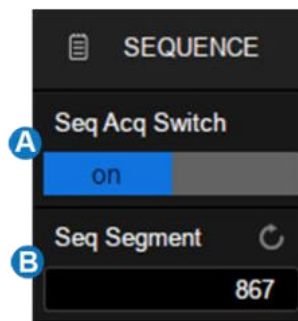 SEQUENCE
Seq Acq Switch
A
on
Seq Segment
B
867